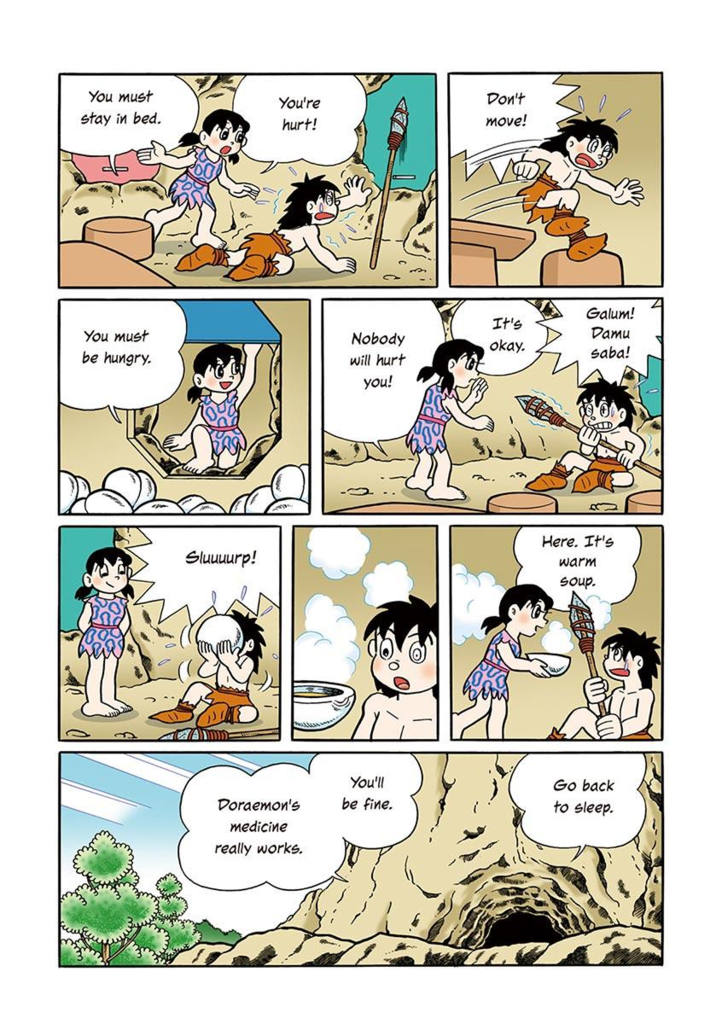 Don't
move!
You're
hurt!
You must
stay in bed.
Galum!
Damu
saba!
It's
okay.
Nobody
will hurt
you!
You must
be hungry.
Here. It's
warm
soup.
Sluuuurp!
Go back
to sleep.
You'll
be fine.
Doraemon's
medicine
really works.